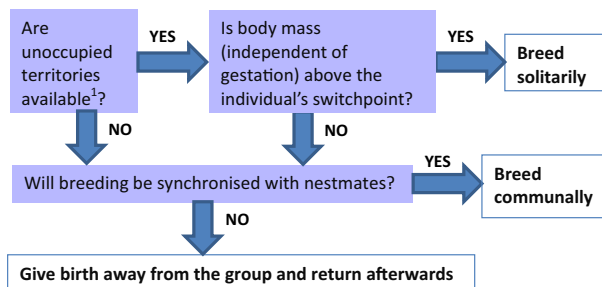 Are
unoccupied
territories
available¹?
YES
Is body mass
(independent of
gestation) above the
individual's switchpoint?
YES
Breed
solitarily
NO
NO
Will breeding be synchronised with nestmates?
YES
Breed
communally
NO
Give birth away from the group and return afterwards